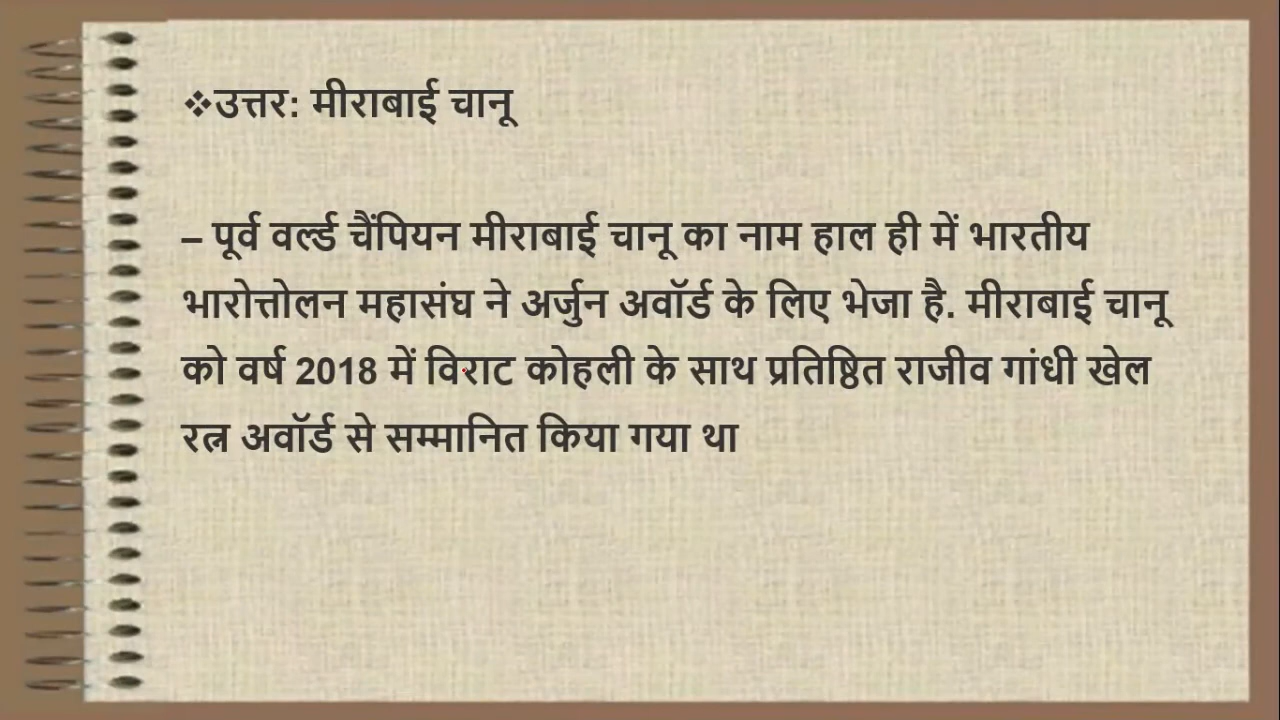 ❖उत्तर: मीराबाई चानू
– पूर्व वर्ल्ड चैंपियन मीराबाई चानू का नाम हाल ही में भारतीय
भारोत्तोलन महासंघ ने अर्जुन अवॉर्ड के लिए भेजा है. मीराबाई चानू
को वर्ष 2018 में विराट कोहली के साथ प्रतिष्ठित राजीव गांधी खेल
रत्न अवॉर्ड से सम्मानित किया गया था